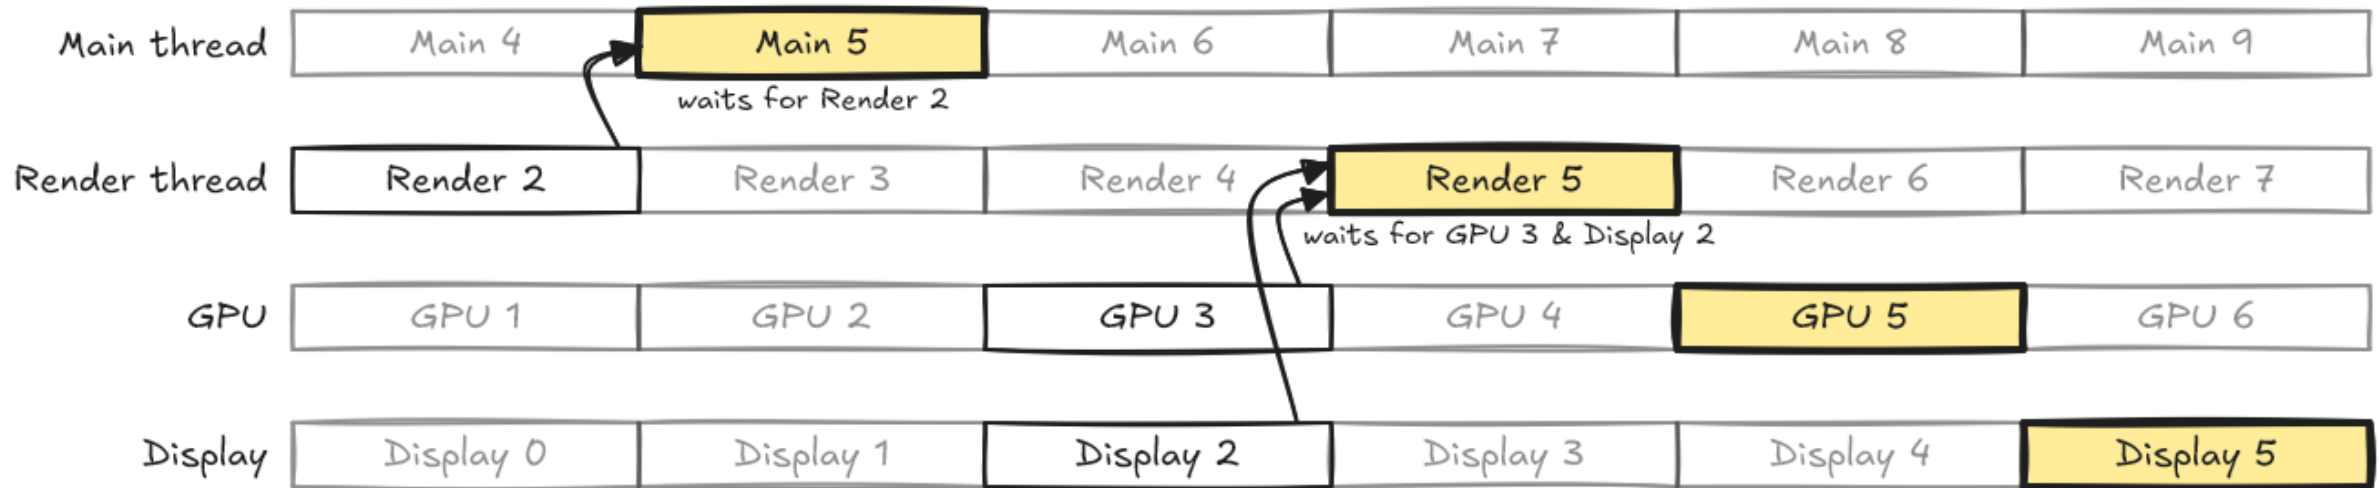 Main thread Main 4 Main 5 Main 6 Main 7 Main 8 Main 9
waits for Render 2
Render thread Render 2 Render 3 Render 4 Render 5 Render 6 Render 7
waits for GPU 3 & Display 2
GPU GPU 1 GPU 2 GPU 3 GPU 4 GPU 5 GPU 6
Display Display 0 Display 1 Display 2 Display 3 Display 4 Display 5